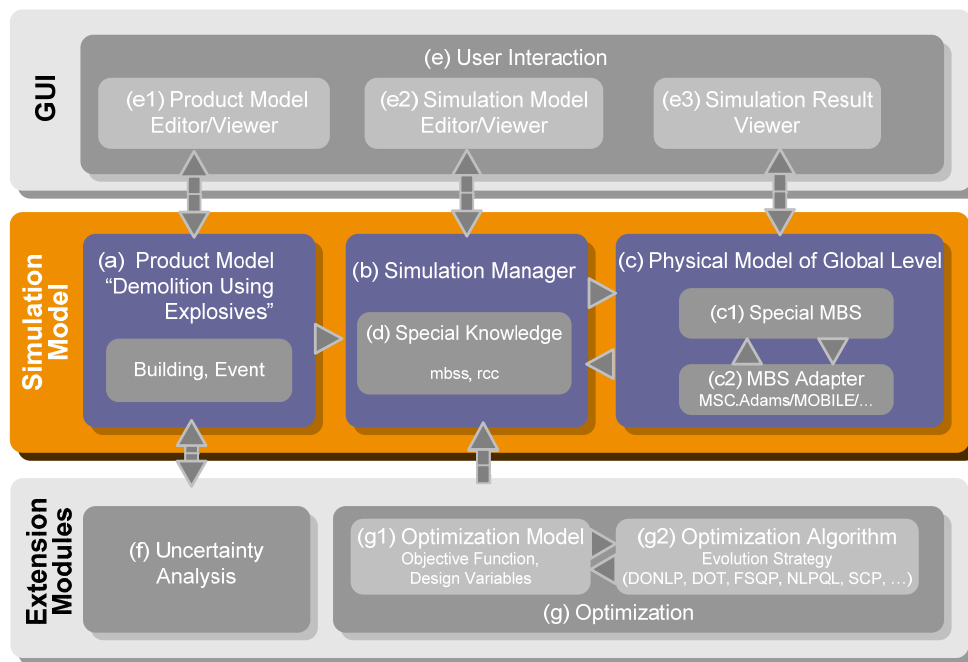 GUI
(e) User Interaction
(e1) Product Model
Editor/Viewer
(e2) Simulation Model
Editor/Viewer
(e3) Simulation Result
Viewer
Simulation
Model
(a) Product Model
“Demolition Using
Explosives”
Building, Event
(b) Simulation Manager
(d) Special Knowledge
mbss, rcc
(c) Physical Model of Global Level
(c1) Special MBS
(c2) MBS Adapter
MSC.Adams/MOBILE/...
Extension
Modules
(f) Uncertainty
Analysis
(g1) Optimization Model
Objective Function,
Design Variables
(g2) Optimization Algorithm
Evolution Strategy
(DONLP, DOT, FSQP, NLPQL, SCP, ...)
(g) Optimization